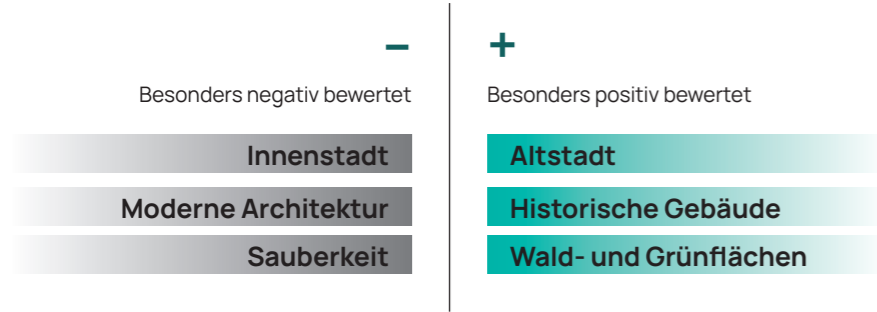 –
Besonders negativ bewertet
Innenstadt
Moderne Architektur
Sauberkeit
+
Besonders positiv bewertet
Altstadt
Historische Gebäude
Wald- und Grünflächen